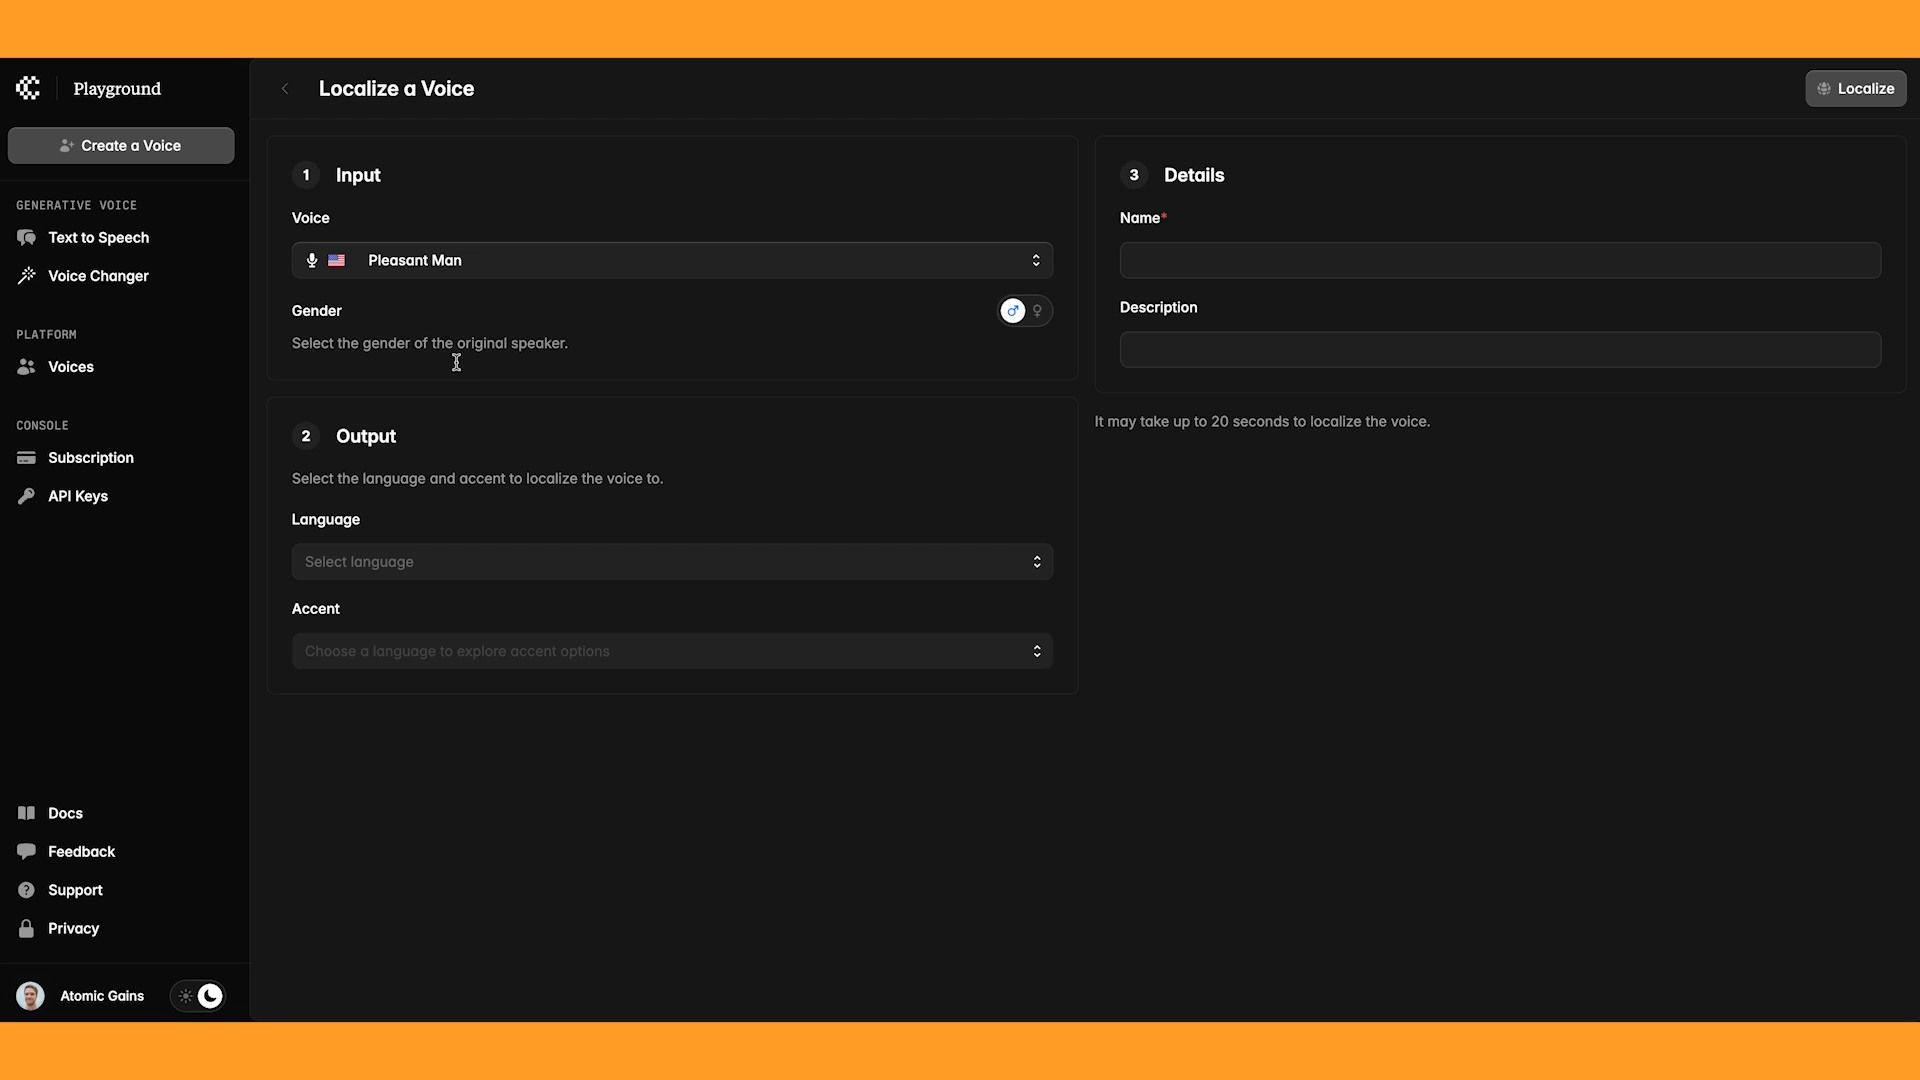 Playground
Create a Voice
GENERATIVE VOICE
Text to Speech
Voice Changer
PLATFORM
Voices
CONSOLE
Subscription
API Keys
Docs
Feedback
Support
Privacy
Atomic Gains
Localize a Voice
Localize
1 Input
Voice
Pleasant Man
Gender
Select the gender of the original speaker.
2 Output
Select the language and accent to localize the voice to.
Language
Select language
Accent
Choose a language to explore accent options
3 Details
Name*
Description
It may take up to 20 seconds to localize the voice.